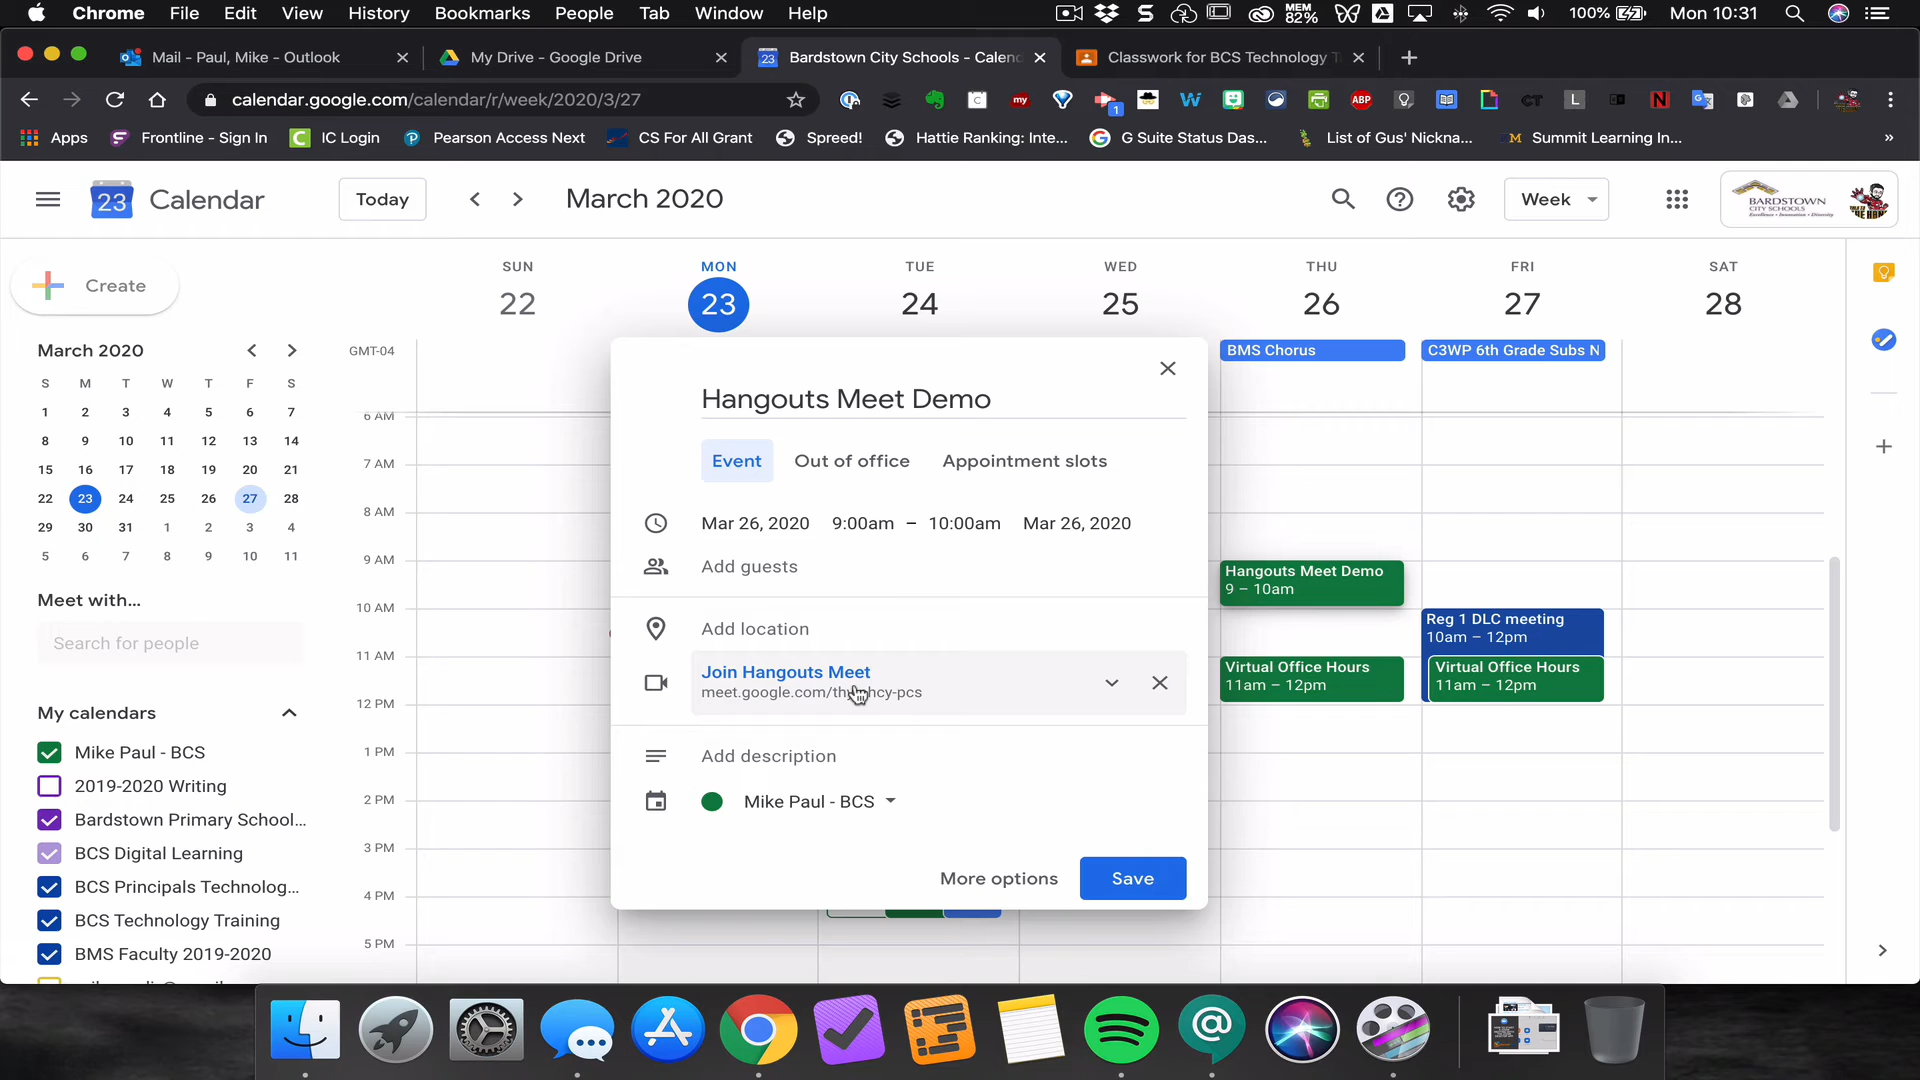 Chrome File Edit View History Bookmarks People Tab Window Help MEM 82% 100% Mon 10:31
Mail - Paul, Mike - Outlook My Drive - Google Drive 23 Bardstown City Schools - Calen Classwork for BCS Technology T
calendar.google.com/calendar/r/week/2020/3/27
Apps Frontline - Sign In IC Login Pearson Access Next CS For All Grant Spreed! Hattie Ranking: Inte... G Suite Status Das... List of Gus' Nickna... Summit Learning In... »
23 Calendar Today March 2020 Week BARDSTOWN CITY SCHOOLS
Create
SUN MON TUE WED THU FRI SAT
22 23 24 25 26 27 28
March 2020
S M T W T F S
1 2 3 4 5 6 7
8 9 10 11 12 13 14
15 16 17 18 19 20 21
22 23 24 25 26 27 28
29 30 31 1 2 3 4
5 6 7 8 9 10 11
Meet with...
Search for people
My calendars
Mike Paul - BCS
2019-2020 Writing
Bardstown Primary School...
BCS Digital Learning
BCS Principals Technolog...
BCS Technology Training
BMS Faculty 2019-2020
GMT-04
6 AM
7 AM
8 AM
9 AM
10 AM
11 AM
12 PM
1 PM
2 PM
3 PM
4 PM
5 PM
Hangouts Meet Demo
Event Out of office Appointment slots
Mar 26, 2020 9:00am – 10:00am Mar 26, 2020
Add guests
Add location
Join Hangouts Meet
Add description
Mike Paul - BCS
More options Save
BMS Chorus
C3WP 6th Grade Subs N
Hangouts Meet Demo
9 – 10am
Virtual Office Hours
11am – 12pm
Reg 1 DLC meeting
10am – 12pm
Virtual Office Hours
11am – 12pm